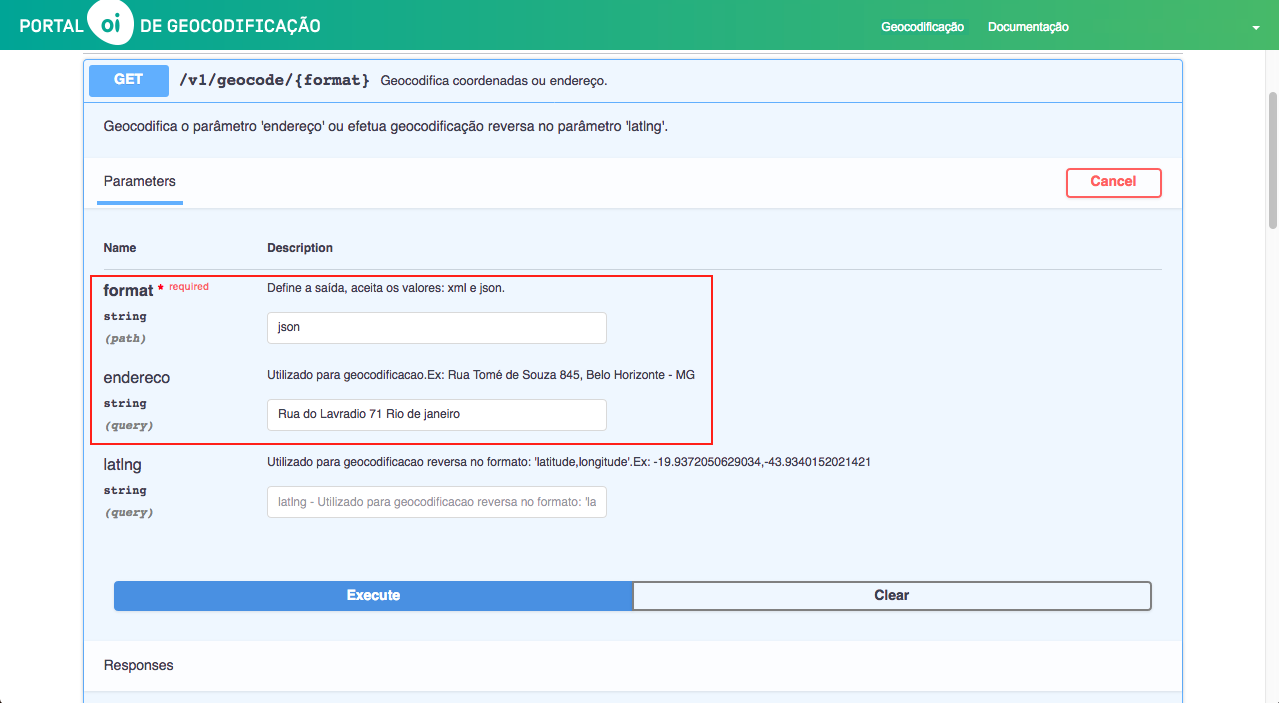 PORTAL oi DE GEOCODIFICAÇÃO
Geocodificação
Documentação
GET /v1/geocode/{format} Geocodifica coordenadas ou endereço.
Geocodifica o parâmetro 'endereço' ou efetua geocodificação reversa no parâmetro 'latlng'.
Parameters
Cancel
Name
Description
format * required
string
(path)
Define a saída, aceita os valores: xml e json.
json
endereco
string
(query)
Utilizado para geocodificacao.Ex: Rua Tomé de Souza 845, Belo Horizonte - MG
Rua do Lavradio 71 Rio de janeiro
latlng
string
(query)
Utilizado para geocodificacao reversa no formato: 'latitude,longitude'.Ex: -19.9372050629034,-43.9340152021421
latlng - Utilizado para geocodificacao reversa no formato: 'la
Execute
Clear
Responses